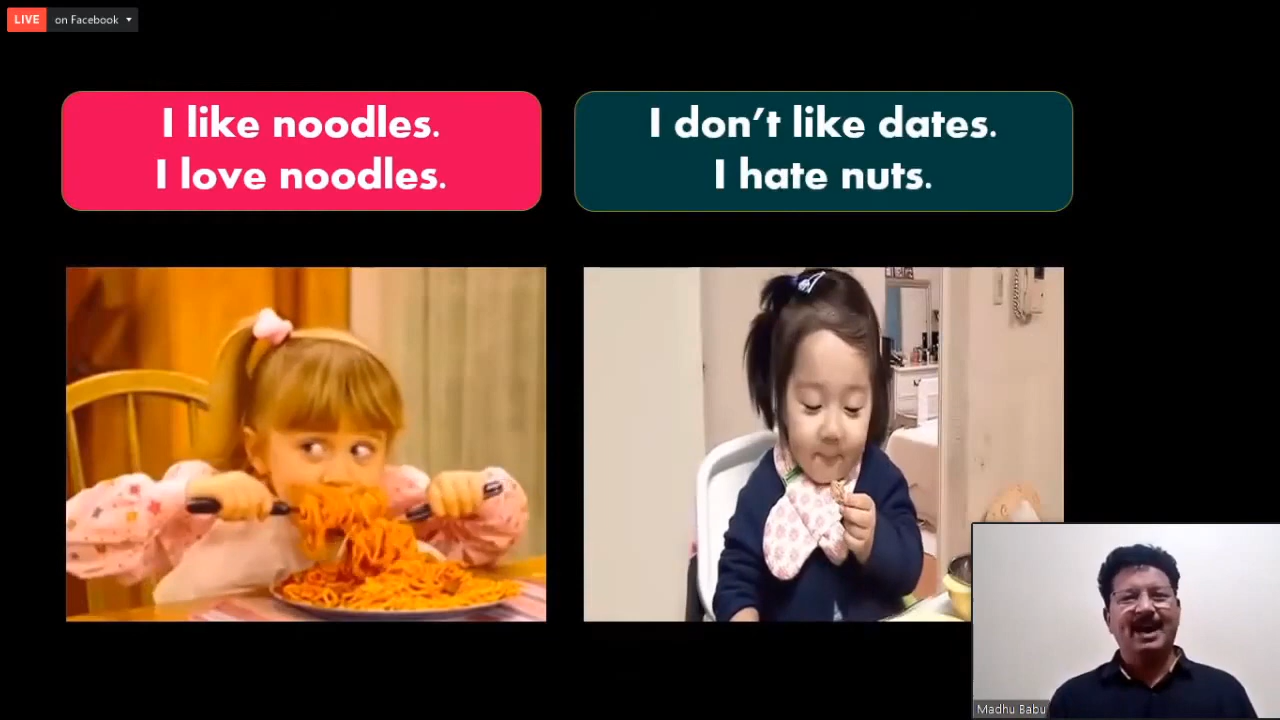 LIVE on Facebook
I like noodles.
I love noodles.
I don't like dates.
I hate nuts.
Madhu Babu